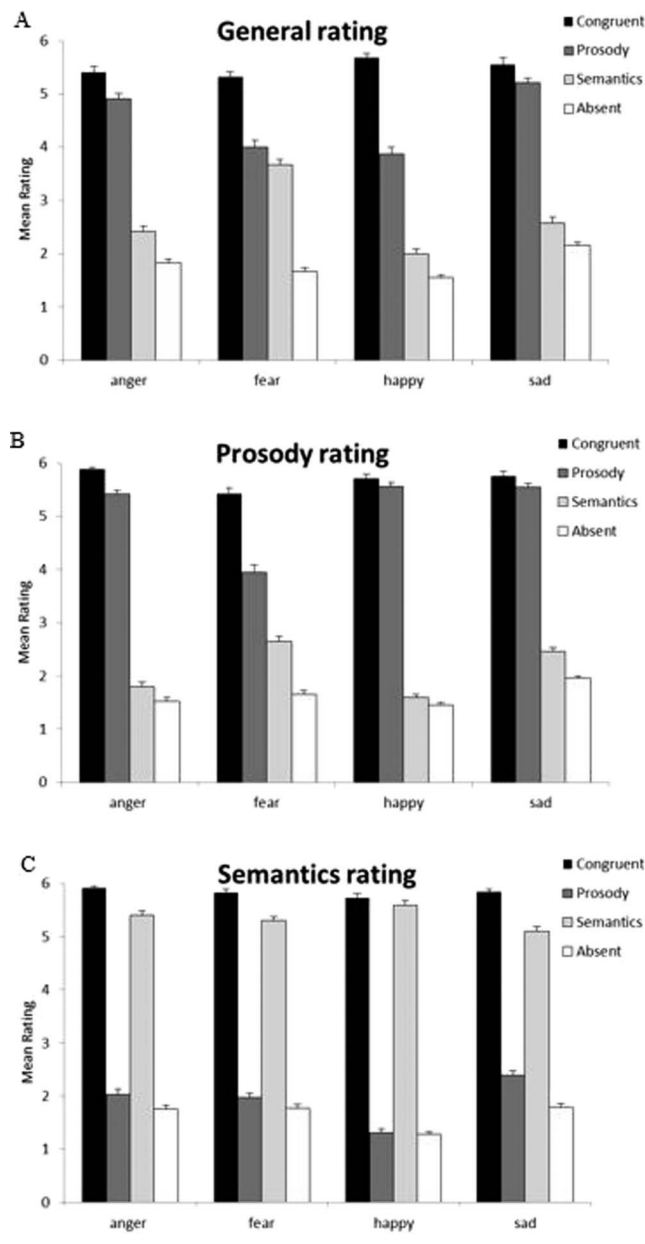 A
General rating
Congruent
Prosody
Semantics
Absent
Mean Rating
6
5
4
3
2
1
0
anger fear happy sad
B
Prosody rating
Congruent
Prosody
Semantics
Absent
Mean Rating
6
5
4
3
2
1
0
anger fear happy sad
C
Semantics rating
Congruent
Prosody
Semantics
Absent
Mean Rating
6
5
4
3
2
1
0
anger fear happy sad